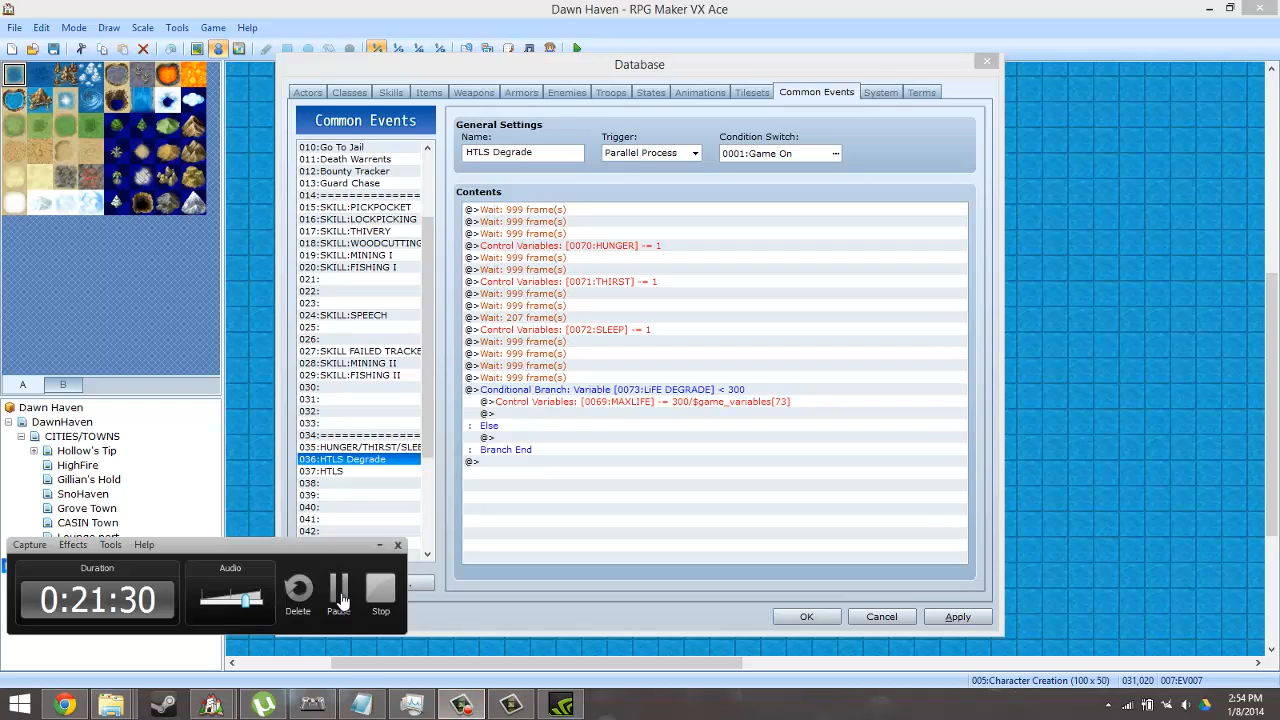 Dawn Haven - RPG Maker VX Ace
File Edit Mode Draw Scale Tools Game Help
Database
Actors Classes Skills Items Weapons Armors Enemies Troops States Animations Tilesets Common Events System Terms
Common Events
010:Go To Jail
011:Death Warrents
012:Bounty Tracker
013:Guard Chase
014:===============
015:SKILL:PICKPOCKET
016:SKILL:LOCKPICKING
017:SKILL:THIVERY
018:SKILL:WOODCUTTING
019:SKILL:MINING I
020:SKILL:FISHING I
021:
022:
023:
024:SKILL:SPEECH
025:
026:
027:SKILL FAILED TRACKE
028:SKILL:MINING II
029:SKILL:FISHING II
030:
031:
032:
033:
034:===============
035:HUNGER/THIRST/SLEE
036:HTLS Degrade
037:HTLS
038:
039:
040:
041:
042:
General Settings
Name: Trigger: Condition Switch:
HTLS Degrade Parallel Process 0001:Game On ...
Contents
@>Wait: 999 frame(s)
@>Wait: 999 frame(s)
@>Wait: 999 frame(s)
@>Control Variables: [0070:HUNGER] -= 1
@>Wait: 999 frame(s)
@>Wait: 999 frame(s)
@>Control Variables: [0071:THIRST] -= 1
@>Wait: 999 frame(s)
@>Wait: 999 frame(s)
@>Wait: 207 frame(s)
@>Control Variables: [0072:SLEEP] -= 1
@>Wait: 999 frame(s)
@>Wait: 999 frame(s)
@>Wait: 999 frame(s)
@>Wait: 999 frame(s)
@>Conditional Branch: Variable [0073:LiFE DEGRADE] < 300
@>Control Variables: [0069:MAXLIFE] -= 300/$game_variables[73]
@>
: Else
@>
: Branch End
@>
OK Cancel Apply
A B
Dawn Haven
DawnHaven
CITIES/TOWNS
Hollow's Tip
HighFire
Gillian's Hold
SnoHaven
Grove Town
CASIN Town
Capture Effects Tools Help
Duration Audio
0:21:30
Delete Pause Stop
005:Character Creation (100 x 50) 031,020 007:EV007
2:54 PM
1/8/2014